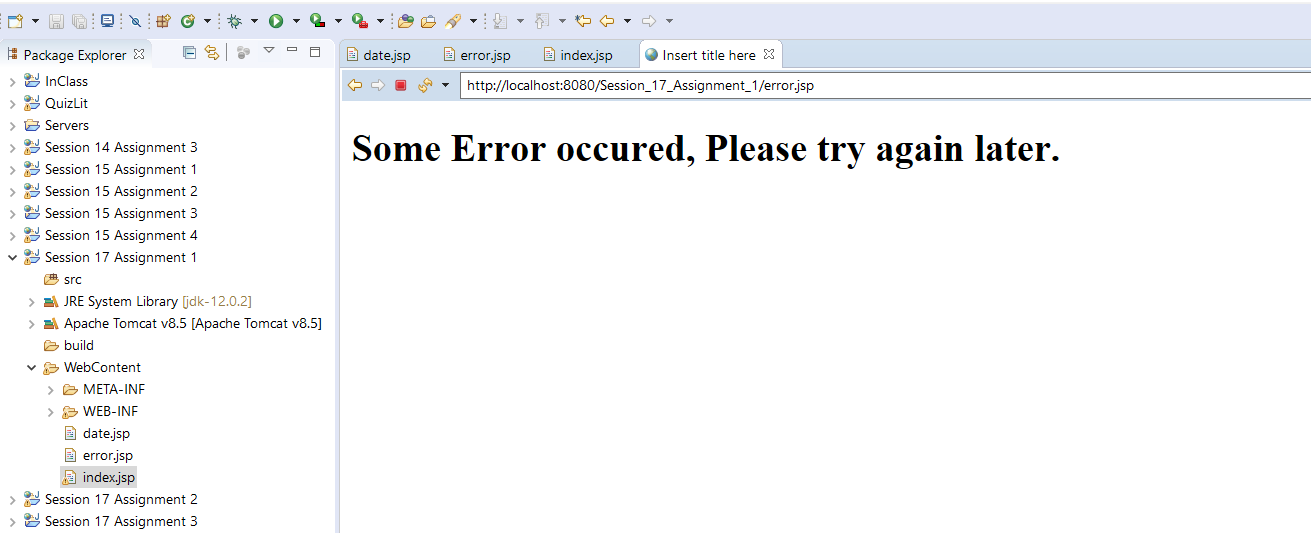 Package Explorer
InClass
QuizLit
Servers
Session 14 Assignment 3
Session 15 Assignment 1
Session 15 Assignment 2
Session 15 Assignment 3
Session 15 Assignment 4
Session 17 Assignment 1
src
JRE System Library [jdk-12.0.2]
Apache Tomcat v8.5 [Apache Tomcat v8.5]
build
WebContent
META-INF
WEB-INF
date.jsp
error.jsp
index.jsp
Session 17 Assignment 2
Session 17 Assignment 3
date.jsp error.jsp index.jsp Insert title here
http://localhost:8080/Session_17_Assignment_1/error.jsp
Some Error occured, Please try again later.